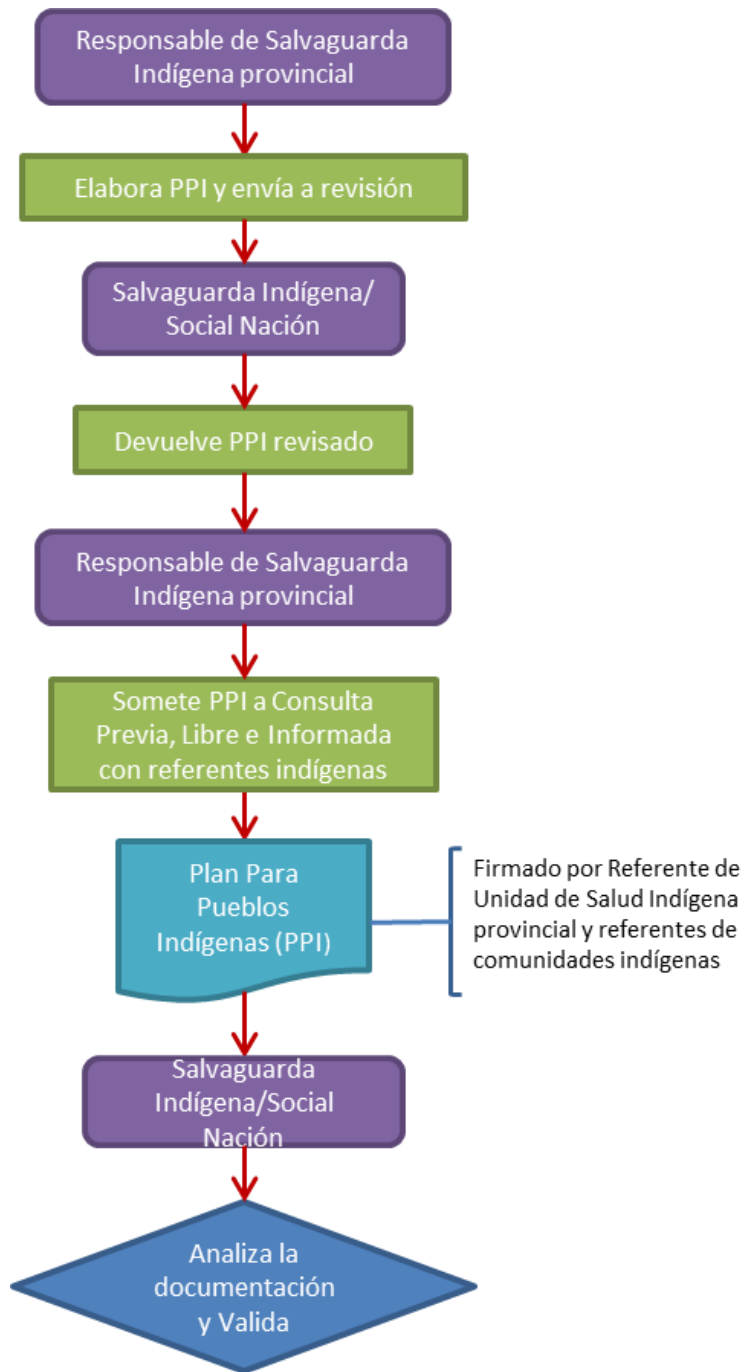 Responsable de Salvaguarda
Indígena provincial
Elabora PPI y envía a revisión
Salvaguarda Indígena/
Social Nación
Devuelve PPI revisado
Responsable de Salvaguarda
Indígena provincial
Somete PPI a Consulta
Previa, Libre e Informada
con referentes indígenas
Plan Para
Pueblos
Indígenas (PPI)
Firmado por Referente de
Unidad de Salud Indígena
provincial y referentes de
comunidades indígenas
Salvaguarda
Indígena/Social
Nación
Analiza la
documentación
y Valida